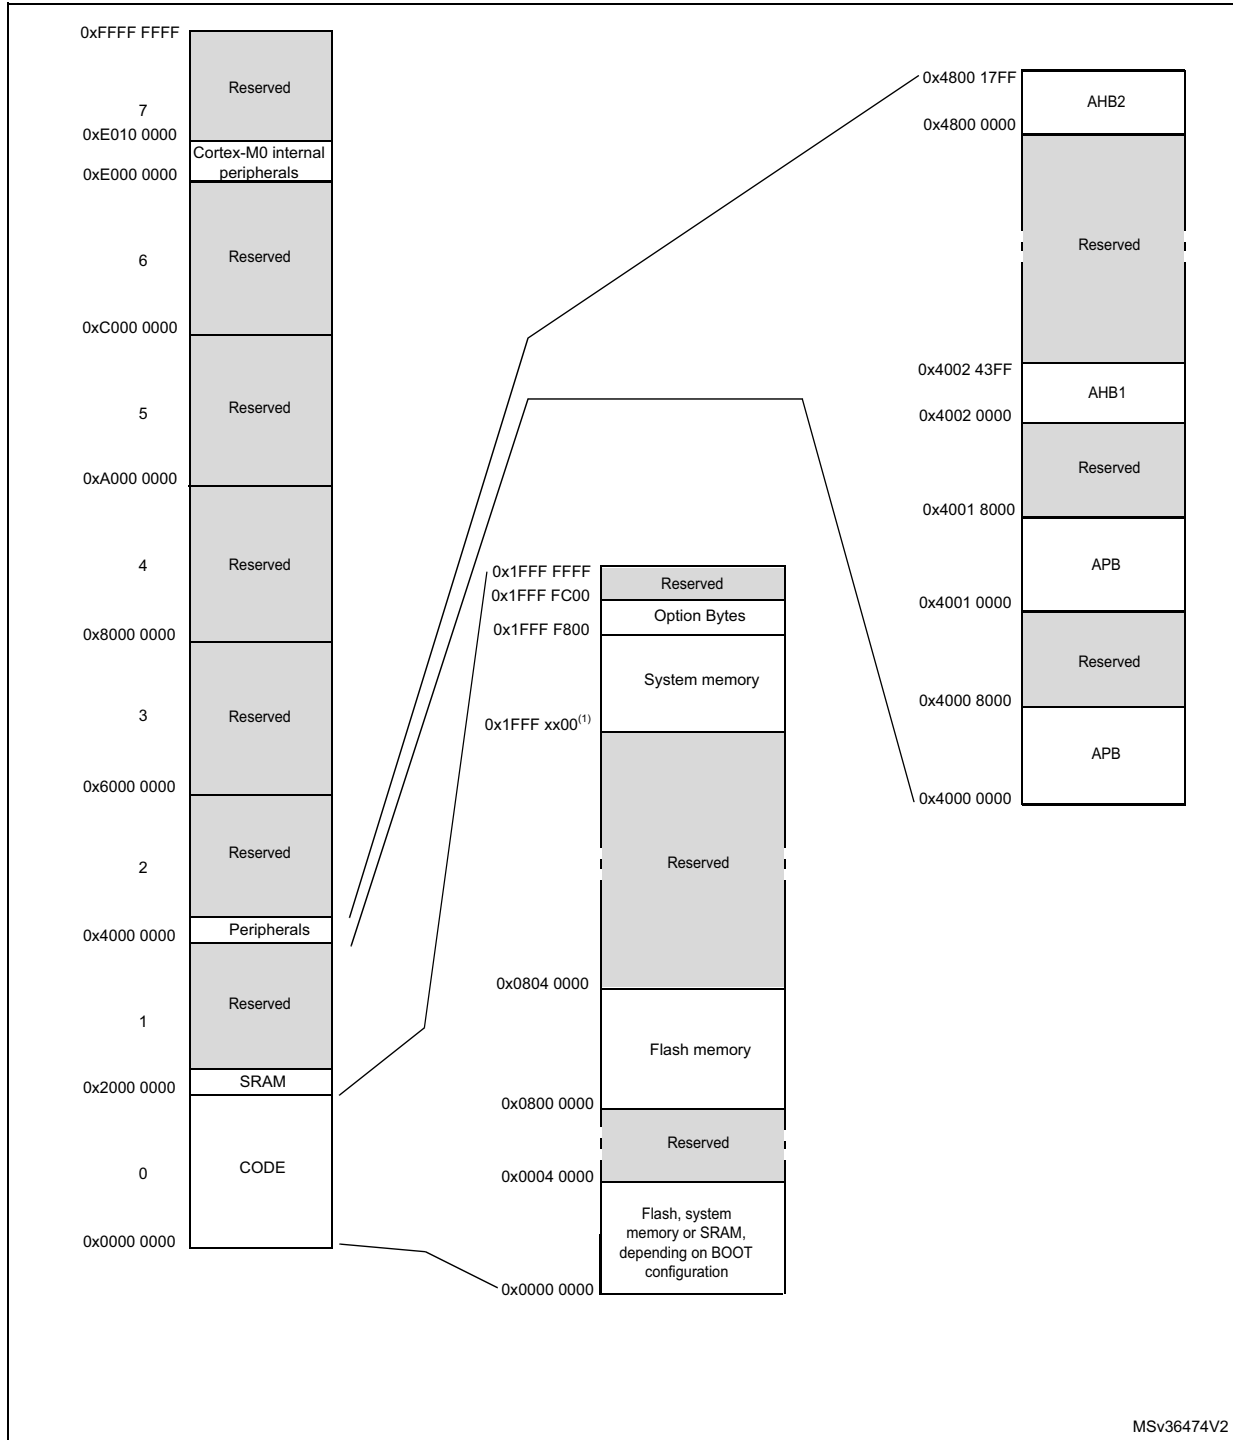 0xFFFF FFFF
Reserved
7
0xE010 0000
Cortex-M0 internal
peripherals
0xE000 0000
Reserved
6
0xC000 0000
Reserved
5
0xA000 0000
Reserved
4
0x8000 0000
Reserved
3
0x6000 0000
Reserved
2
Peripherals
0x4000 0000
Reserved
1
SRAM
0x2000 0000
CODE
0
0x0000 0000
0x1FFF FFFF
Reserved
0x1FFF FC00
Option Bytes
0x1FFF F800
System memory
0x1FFF xx00(1)
Reserved
0x0804 0000
Flash memory
0x0800 0000
Reserved
0x0004 0000
Flash, system
memory or SRAM,
depending on BOOT
configuration
0x0000 0000
0x4800 17FF
AHB2
0x4800 0000
Reserved
0x4002 43FF
AHB1
0x4002 0000
Reserved
0x4001 8000
APB
0x4001 0000
Reserved
0x4000 8000
APB
0x4000 0000
MSv36474V2